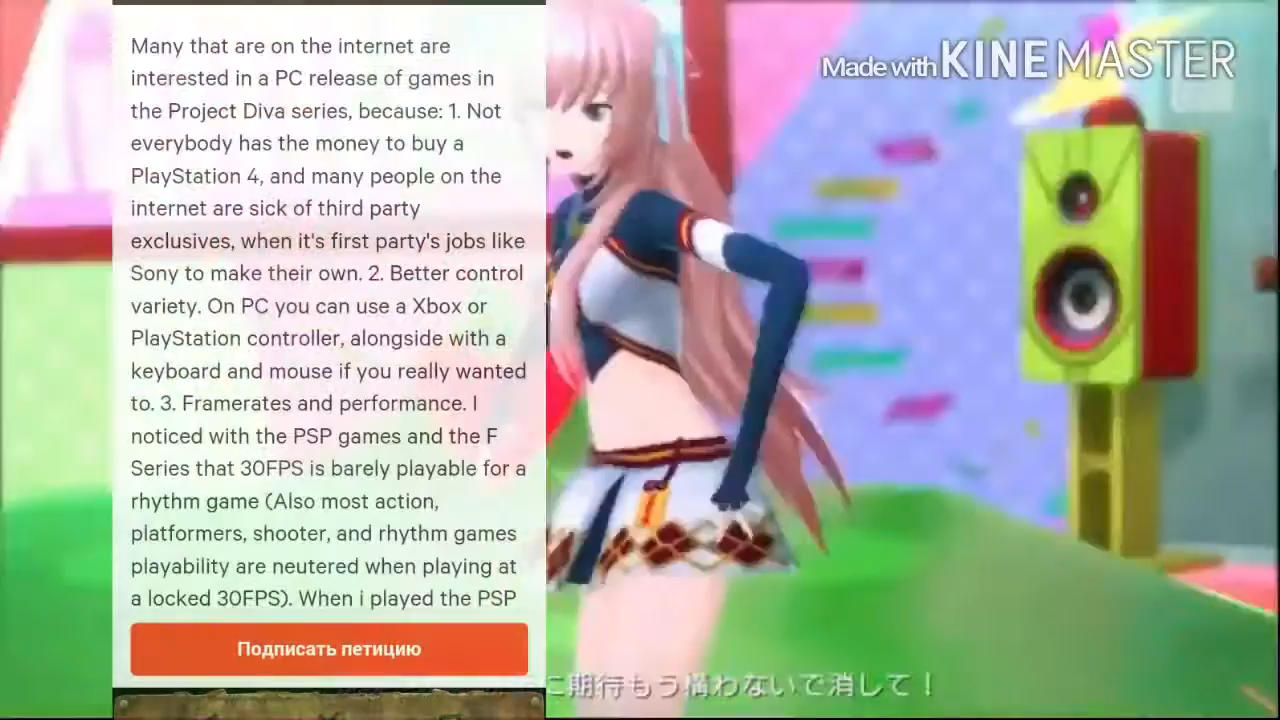 Many that are on the internet are
interested in a PC release of games in
the Project Diva series, because: 1. Not
everybody has the money to buy a
PlayStation 4, and many people on the
internet are sick of third party
exclusives, when it's first party's jobs like
Sony to make their own. 2. Better control
variety. On PC you can use a Xbox or
PlayStation controller, alongside with a
keyboard and mouse if you really wanted
to. 3. Framerates and performance. I
noticed with the PSP games and the F
Series that 30FPS is barely playable for a
rhythm game (Also most action,
platformers, shooter, and rhythm games
playability are neutered when playing at
a locked 30FPS). When i played the PSP
Подписать петицию
Made with KINEMASTER
に期待もう構わないで消して！